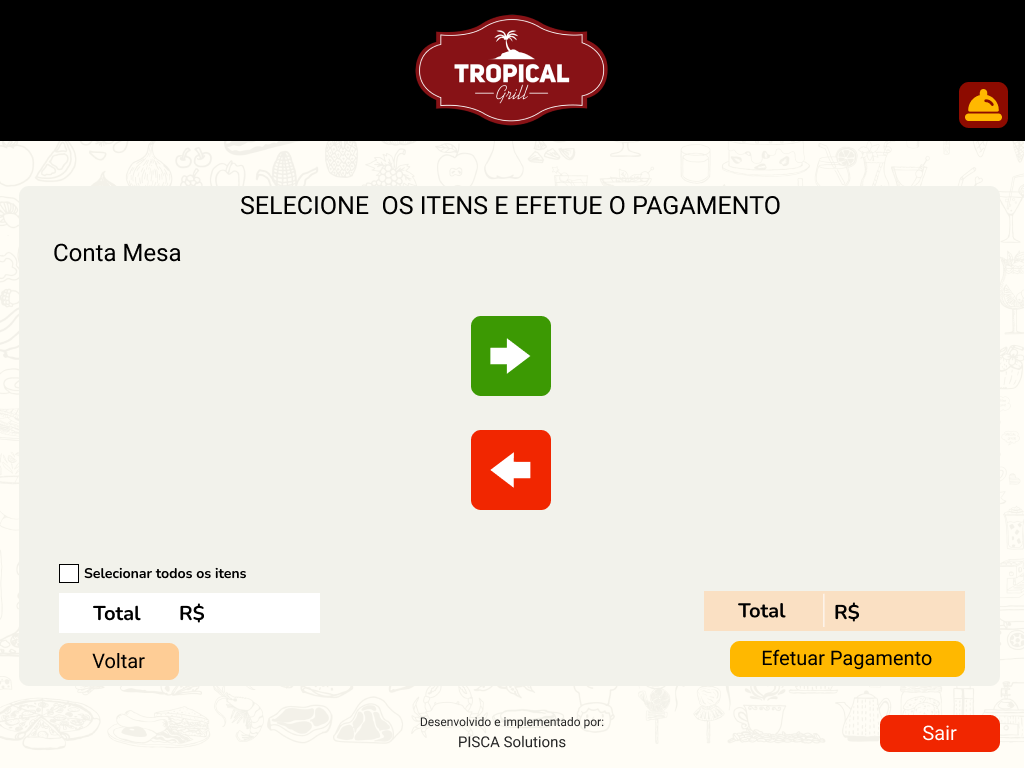 TROPICAL
Grill
SELECIONE  OS ITENS E EFETUE O PAGAMENTO
Conta Mesa
Selecionar todos os itens
Total R$
Total R$
Voltar
Efetuar Pagamento
Desenvolvido e implementado por:
PISCA Solutions
Sair